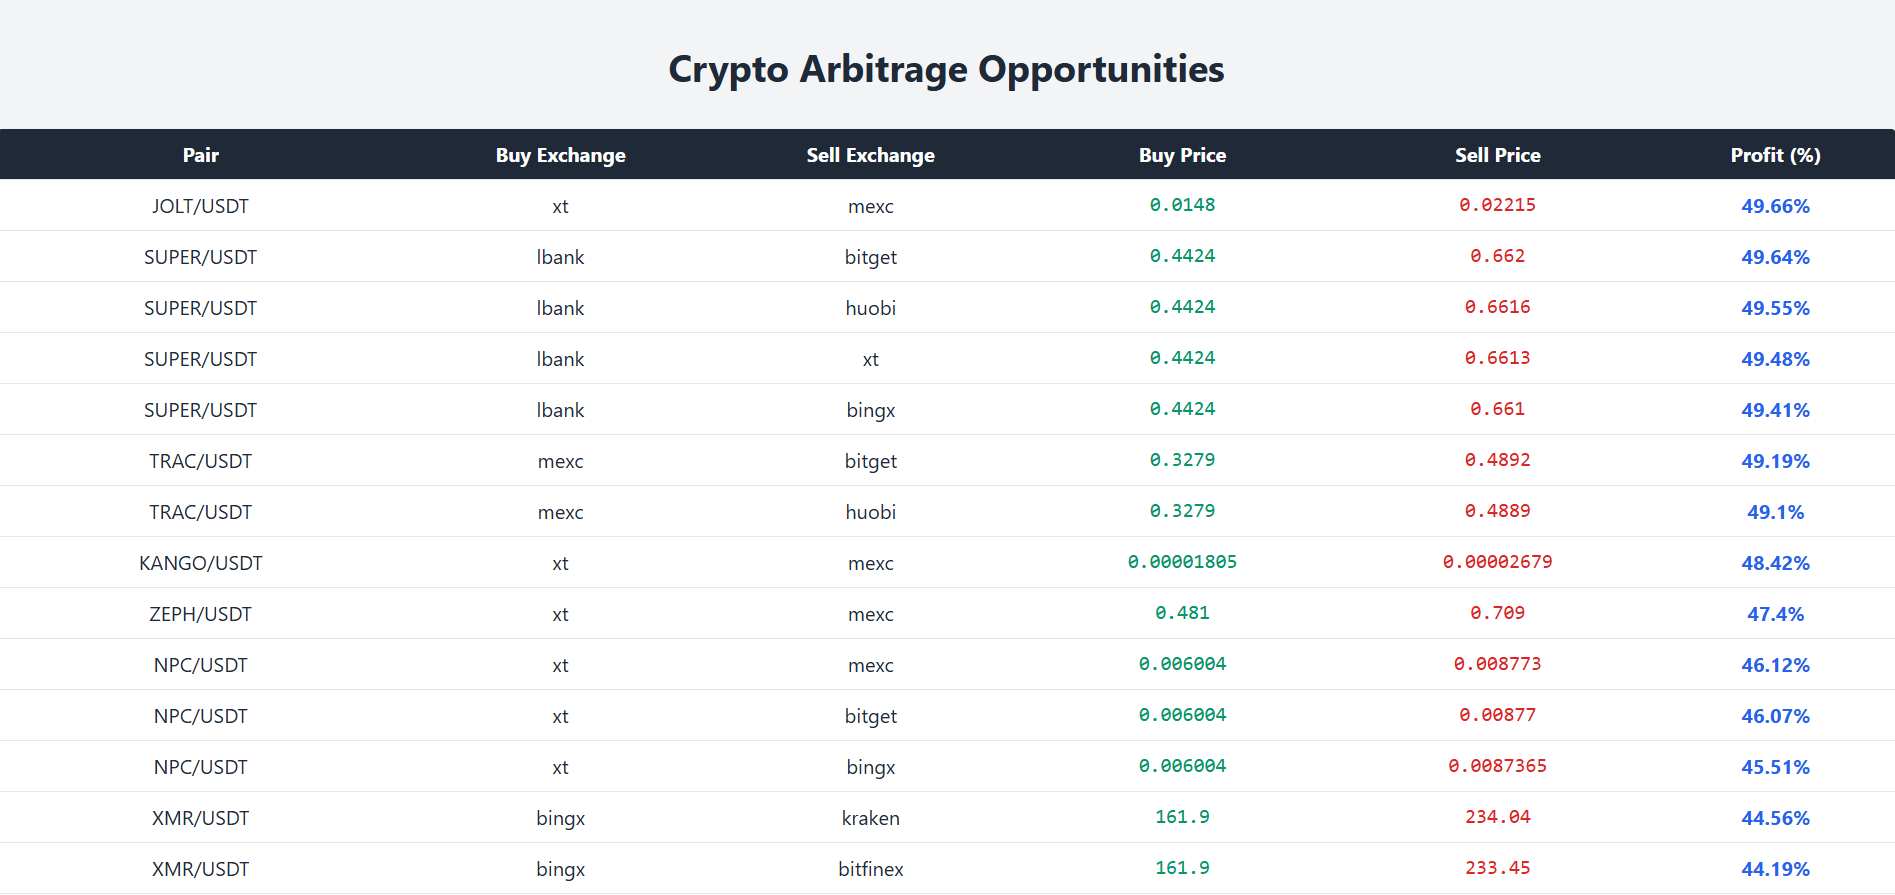 Crypto Arbitrage Opportunities
Pair Buy Exchange Sell Exchange Buy Price Sell Price Profit (%)
JOLT/USDT xt mexc 0.0148 0.02215 49.66%
SUPER/USDT lbank bitget 0.4424 0.662 49.64%
SUPER/USDT lbank huobi 0.4424 0.6616 49.55%
SUPER/USDT lbank xt 0.4424 0.6613 49.48%
SUPER/USDT lbank bingx 0.4424 0.661 49.41%
TRAC/USDT mexc bitget 0.3279 0.4892 49.19%
TRAC/USDT mexc huobi 0.3279 0.4889 49.1%
KANGO/USDT xt mexc 0.00001805 0.00002679 48.42%
ZEPH/USDT xt mexc 0.481 0.709 47.4%
NPC/USDT xt mexc 0.006004 0.008773 46.12%
NPC/USDT xt bitget 0.006004 0.00877 46.07%
NPC/USDT xt bingx 0.006004 0.0087365 45.51%
XMR/USDT bingx kraken 161.9 234.04 44.56%
XMR/USDT bingx bitfinex 161.9 233.45 44.19%